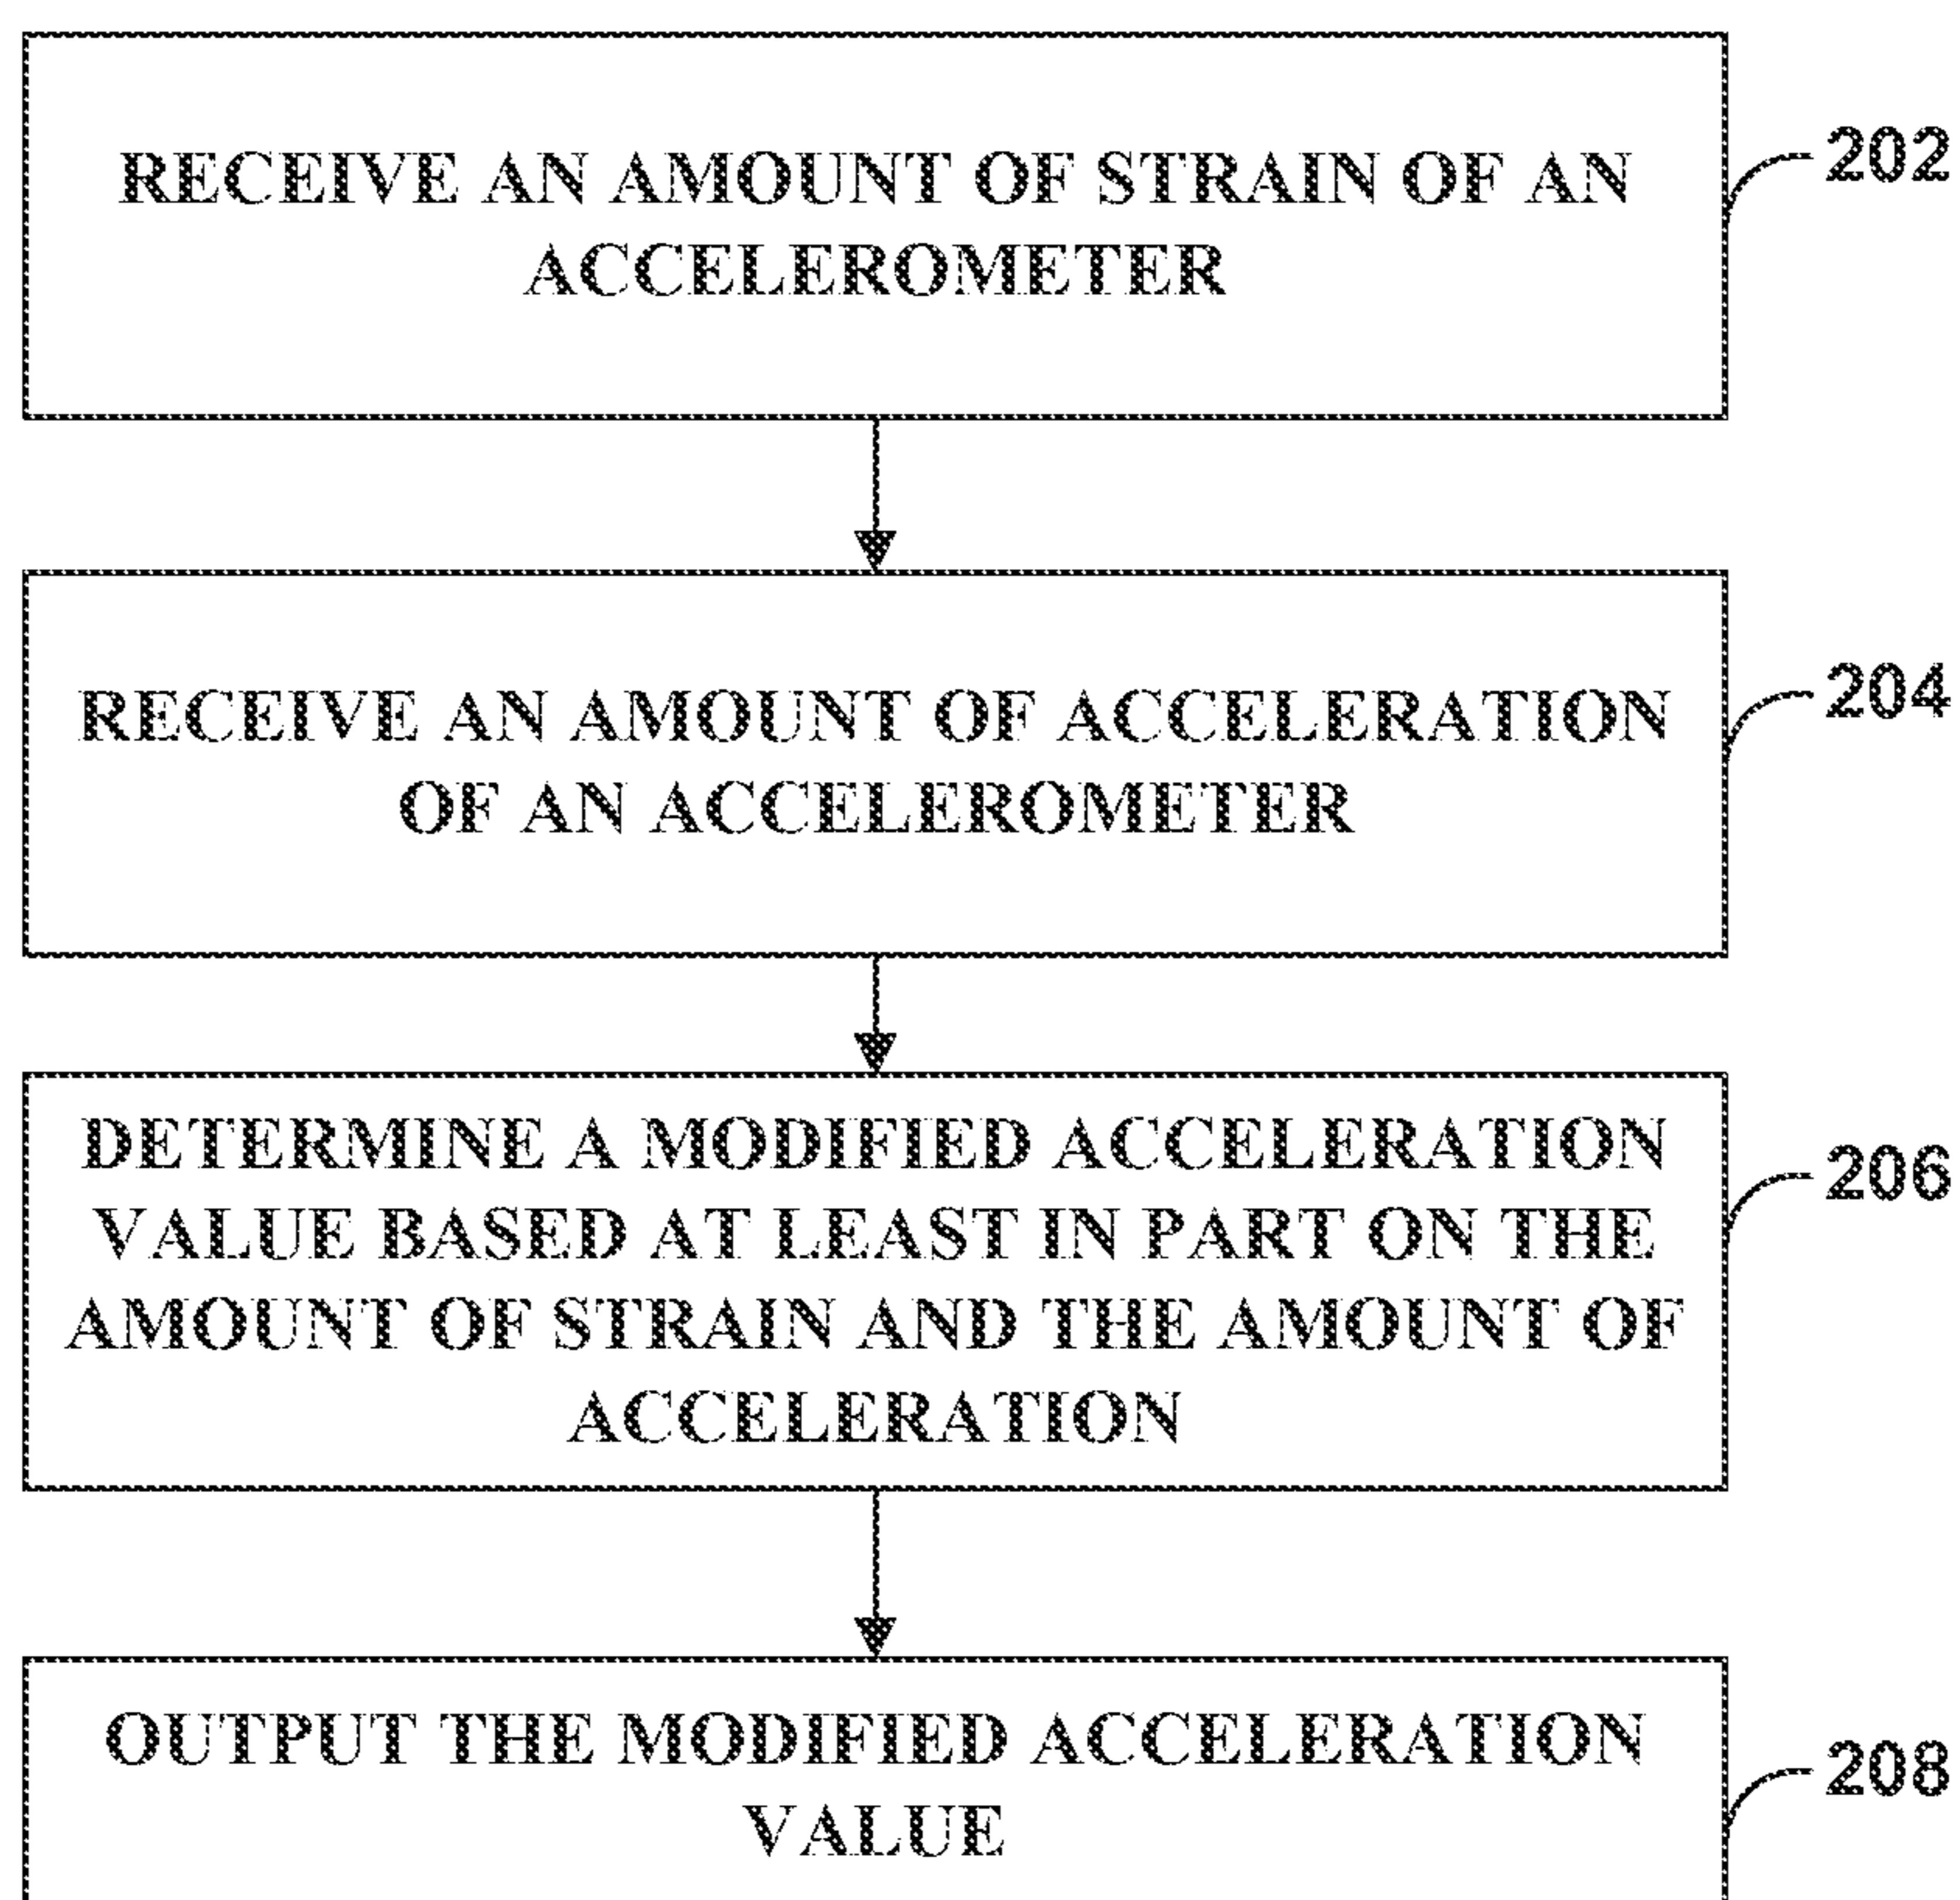 RECEIVE AN AMOUNT OF STRAIN OF AN
ACCELEROMETER
202
RECEIVE AN AMOUNT OF ACCELERATION
OF AN ACCELEROMETER
204
DETERMINE A MODIFIED ACCELERATION
VALUE BASED AT LEAST IN PART ON THE
AMOUNT OF STRAIN AND THE AMOUNT OF
ACCELERATION
206
OUTPUT THE MODIFIED ACCELERATION
VALUE
208